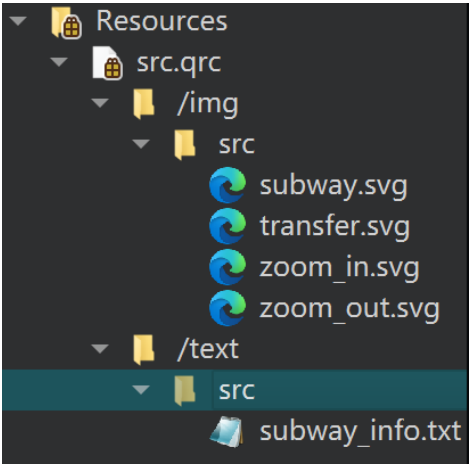 Resources
src.qrc
/img
src
subway.svg
transfer.svg
zoom_in.svg
zoom_out.svg
/text
src
subway_info.txt